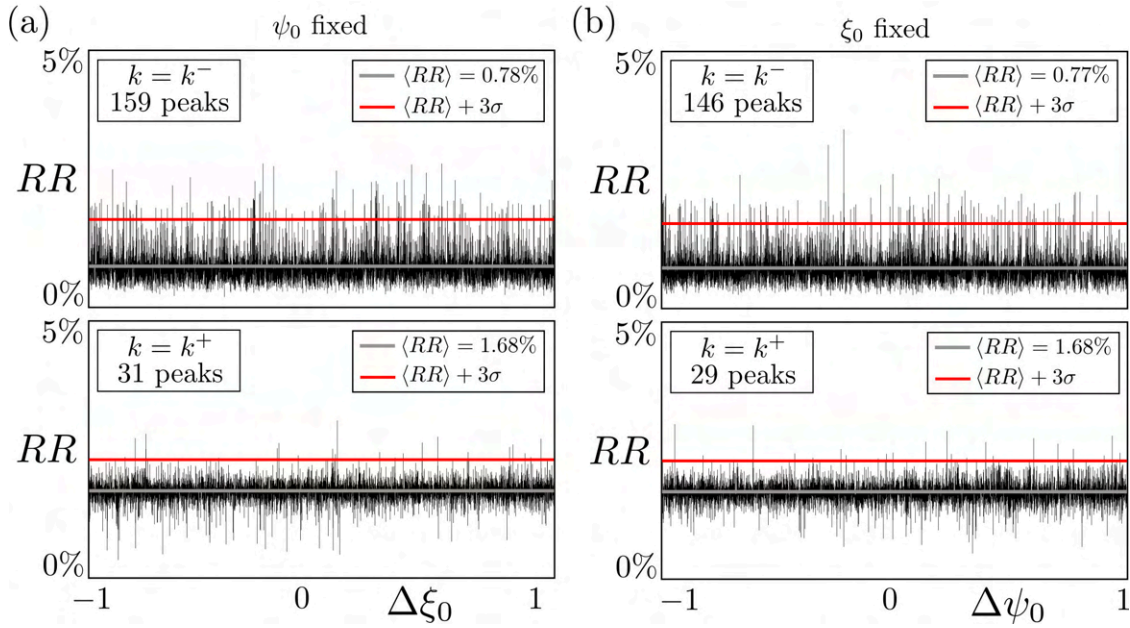 (a)
ψ₀ fixed
5%
k = k⁻
159 peaks
⟨RR⟩ = 0.78%
⟨RR⟩ + 3σ
RR
0%
5%
k = k⁺
31 peaks
⟨RR⟩ = 1.68%
⟨RR⟩ + 3σ
RR
0%
−1
0
Δξ₀
1
(b)
ξ₀ fixed
5%
k = k⁻
146 peaks
⟨RR⟩ = 0.77%
⟨RR⟩ + 3σ
RR
0%
5%
k = k⁺
29 peaks
⟨RR⟩ = 1.68%
⟨RR⟩ + 3σ
RR
0%
−1
0
Δψ₀
1